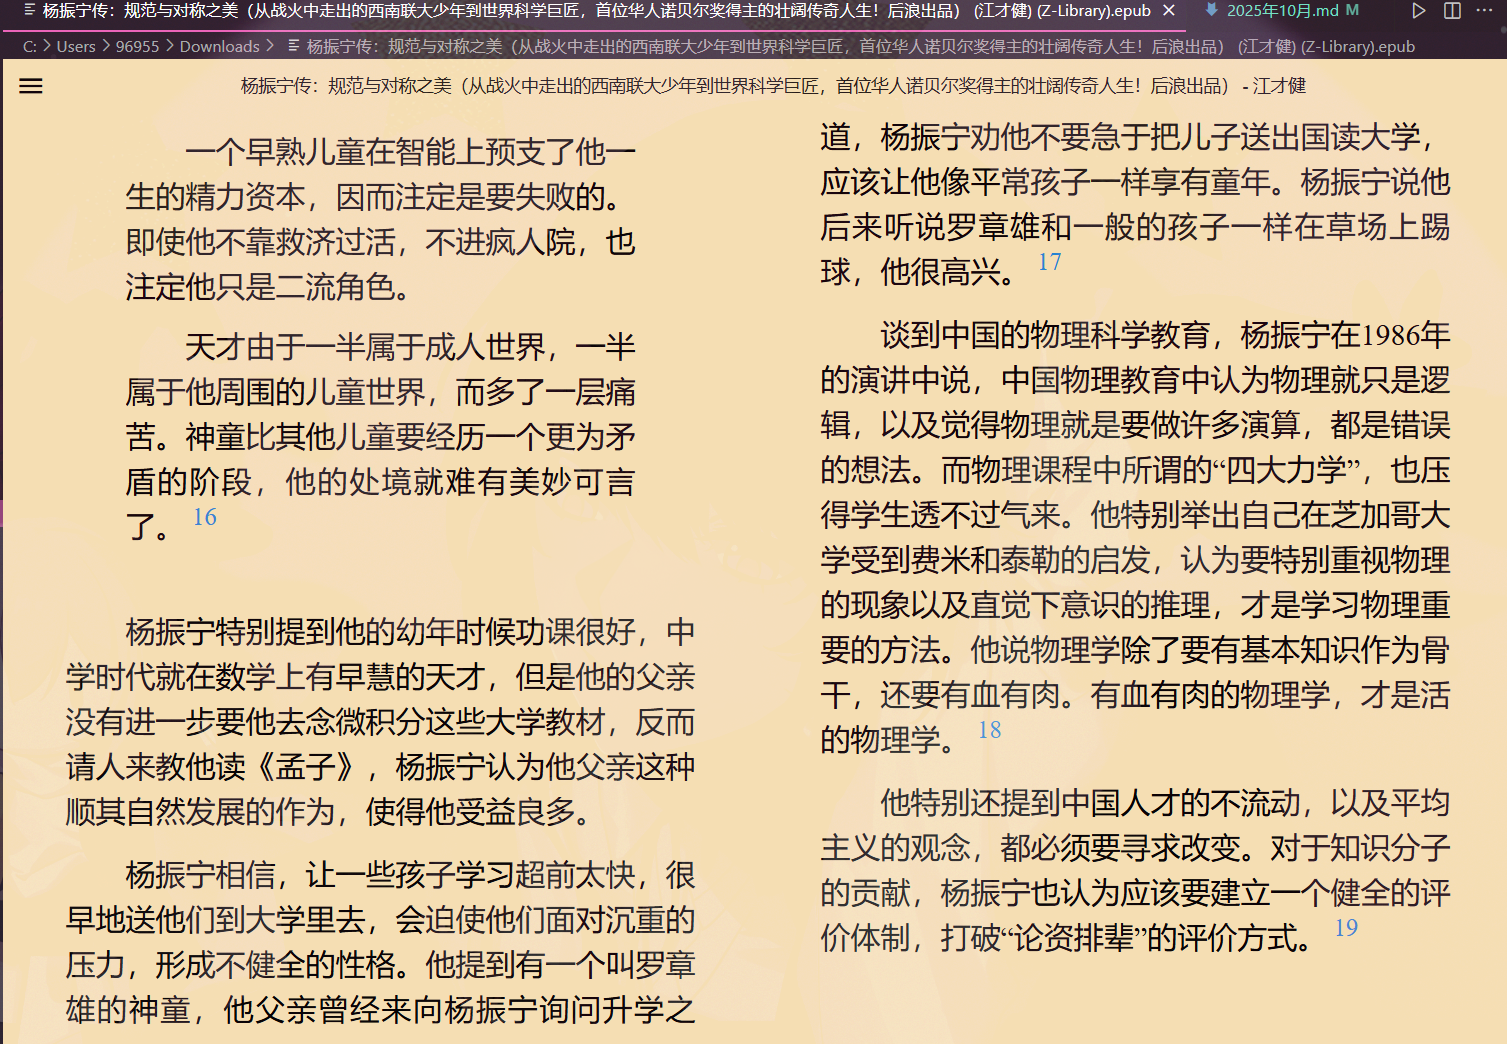 杨振宁传：规范与对称之美（从战火中走出的西南联大少年到世界科学巨匠，首位华人诺贝尔奖得主的壮阔传奇人生！后浪出品） (江才健) (Z-Library).epub
2025年10月.md M
C: > Users > 96955 > Downloads > 杨振宁传：规范与对称之美（从战火中走出的西南联大少年到世界科学巨匠，首位华人诺贝尔奖得主的壮阔传奇人生！后浪出品） (江才健) (Z-Library).epub
杨振宁传：规范与对称之美（从战火中走出的西南联大少年到世界科学巨匠，首位华人诺贝尔奖得主的壮阔传奇人生！后浪出品） - 江才健
一个早熟儿童在智能上预支了他一
生的精力资本，因而注定是要失败的。
即使他不靠救济过活，不进疯人院，也
注定他只是二流角色。
天才由于一半属于成人世界，一半
属于他周围的儿童世界，而多了一层痛
苦。神童比其他儿童要经历一个更为矛
盾的阶段，他的处境就难有美妙可言
了。 16
杨振宁特别提到他的幼年时候功课很好，中
学时代就在数学上有早慧的天才，但是他的父亲
没有进一步要他去念微积分这些大学教材，反而
请人来教他读《孟子》，杨振宁认为他父亲这种
顺其自然发展的作为，使得他受益良多。
杨振宁相信，让一些孩子学习超前太快，很
早地送他们到大学里去，会迫使他们面对沉重的
压力，形成不健全的性格。他提到有一个叫罗章
雄的神童，他父亲曾经来向杨振宁询问升学之
道，杨振宁劝他不要急于把儿子送出国读大学，
应该让他像平常孩子一样享有童年。杨振宁说他
后来听说罗章雄和一般的孩子一样在草场上踢
球，他很高兴。 17
谈到中国的物理科学教育，杨振宁在1986年
的演讲中说，中国物理教育中认为物理就只是逻
辑，以及觉得物理就是要做许多演算，都是错误
的想法。而物理课程中所谓的“四大力学”，也压
得学生透不过气来。他特别举出自己在芝加哥大
学受到费米和泰勒的启发，认为要特别重视物理
的现象以及直觉下意识的推理，才是学习物理重
要的方法。他说物理学除了要有基本知识作为骨
干，还要有血有肉。有血有肉的物理学，才是活
的物理学。 18
他特别还提到中国人才的不流动，以及平均
主义的观念，都必须要寻求改变。对于知识分子
的贡献，杨振宁也认为应该要建立一个健全的评
价体制，打破“论资排辈”的评价方式。 19